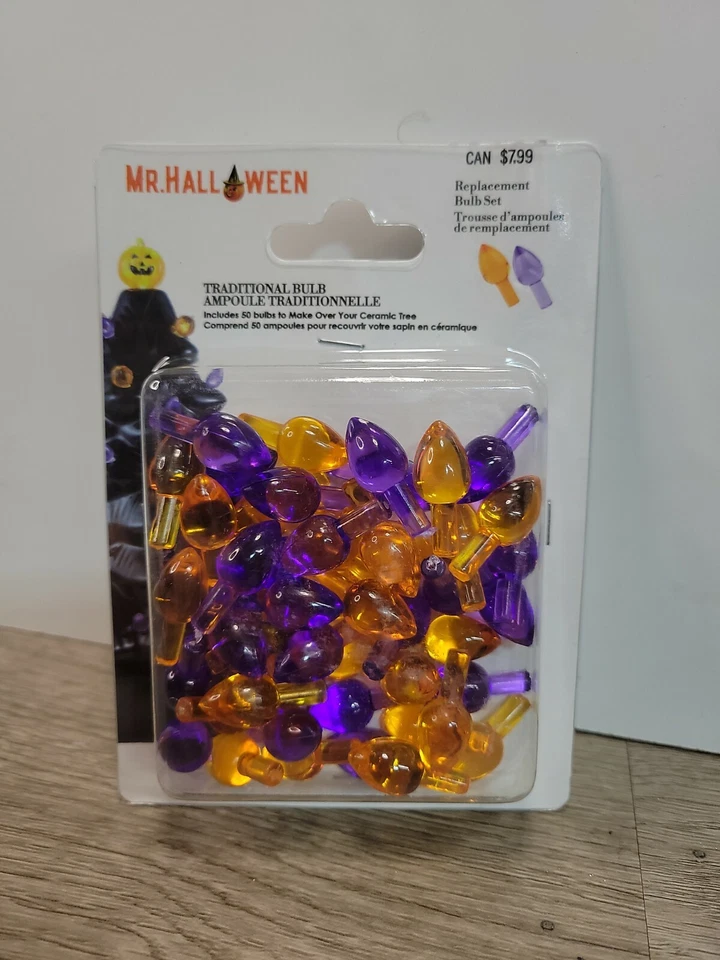 CAN $7.99
MR.HALLOWEEN
Replacement
Bulb Set
Trousse d'ampoules
de remplacement
TRADITIONAL BULB
AMPOULE TRADITIONNELLE
Includes 50 bulbs to Make Over Your Ceramic Tree
Comprend 50 ampoules pour recouvrir votre sapin en céramique